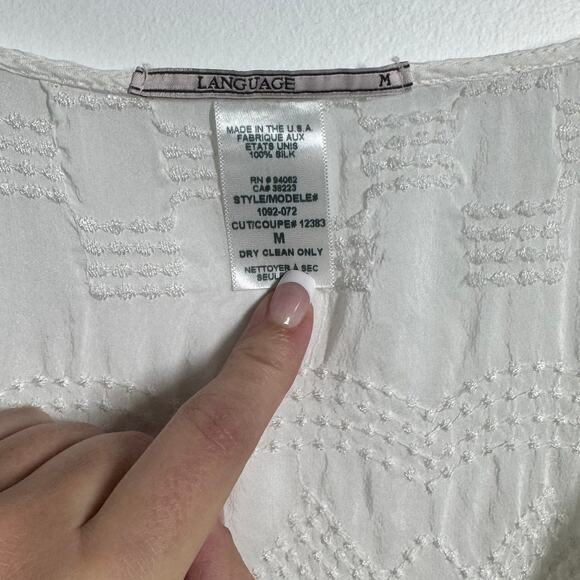 LANGUAGE M
MADE IN THE U.S.A
FABRIQUE AUX
ETATS UNIS
100% SILK
RN # 94062
CA# 38223
STYLE/MODELE#
1092-072
CUT/COUPE# 12383
M
DRY CLEAN ONLY
NETTOYER À SEC